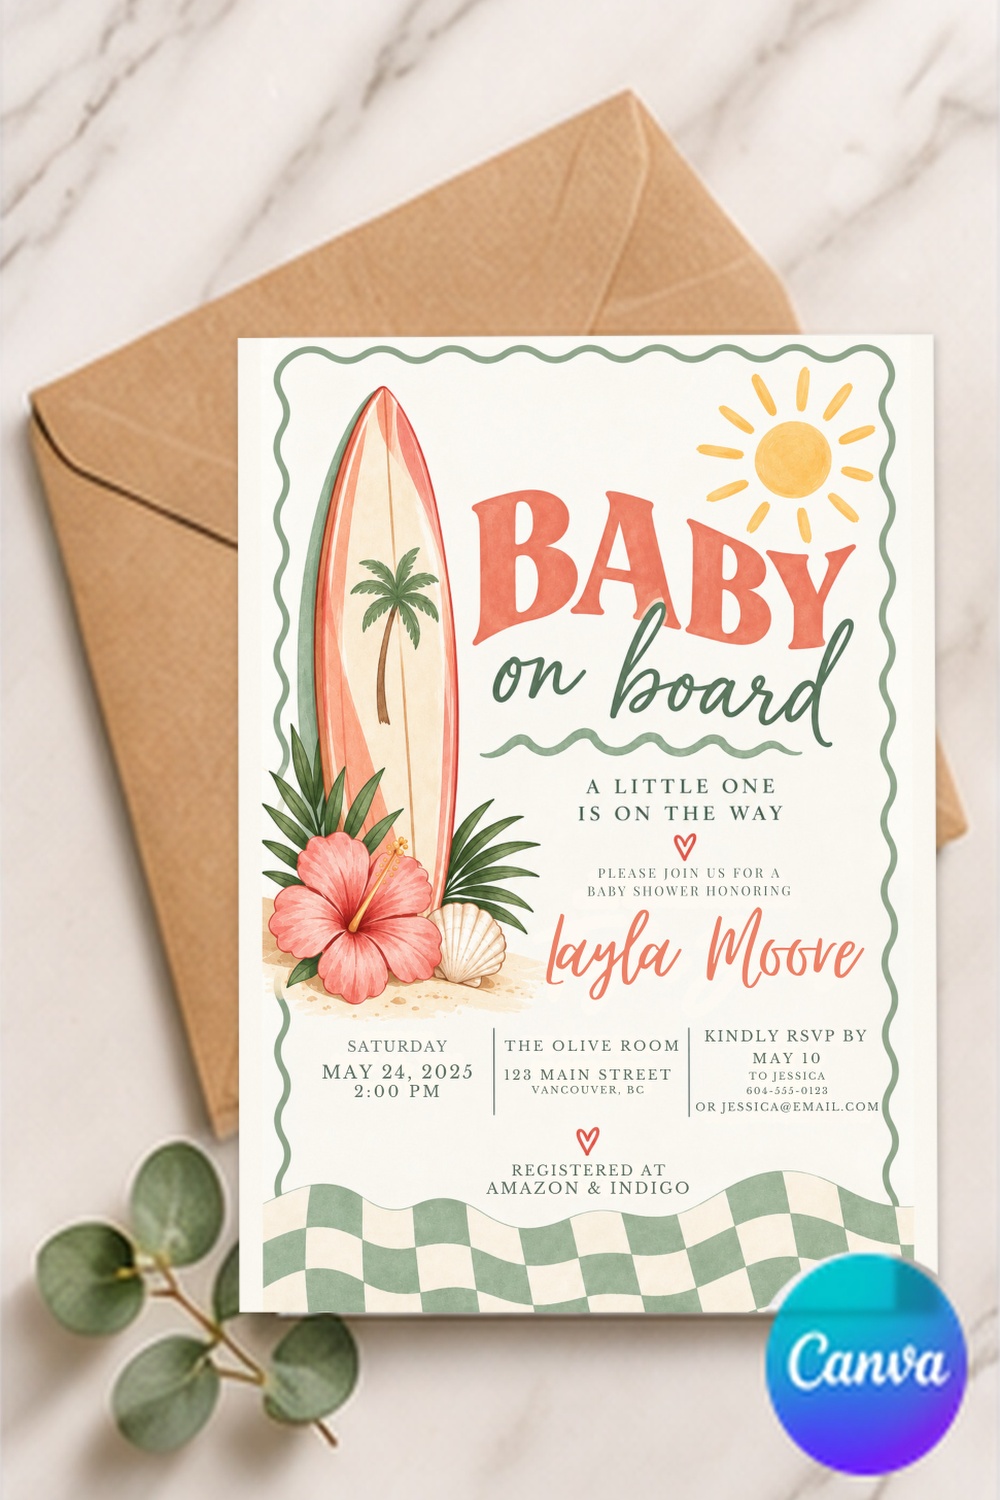 BABY
on board
A LITTLE ONE
IS ON THE WAY
PLEASE JOIN US FOR A
BABY SHOWER HONORING
Layla Moore
SATURDAY
MAY 24, 2025
2:00 PM
THE OLIVE ROOM
123 MAIN STREET
VANCOUVER, BC
KINDLY RSVP BY
MAY 10
TO JESSICA
604-555-0123
OR JESSICA@EMAIL.COM
REGISTERED AT
AMAZON & INDIGO
Canva